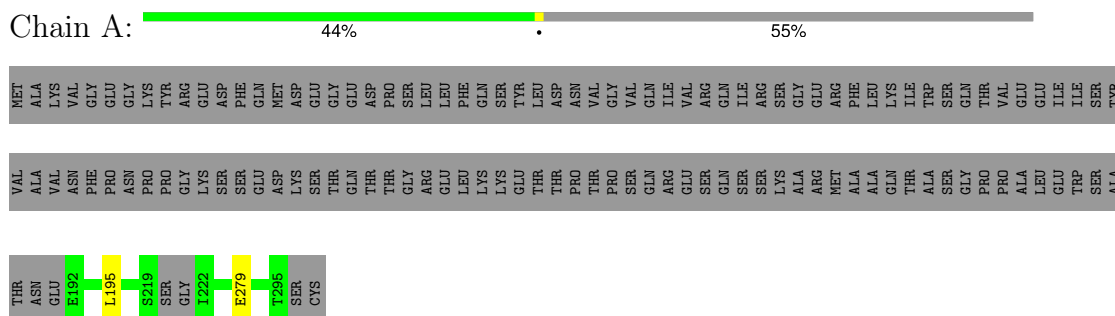 Chain A:
44% • 55%
MET ALA LYS VAL GLY GLU GLY LYS TYR ARG GLU ASP PHE GLN MET ASP GLU GLY GLU ASP PRO SER LEU LEU PHE GLN SER TYR LEU ASP ASN VAL GLY VAL GLN ILE VAL ARG GLN ILE ARG SER GLY GLU ARG PHE LEU LYS ILE TRP SER GLN THR VAL GLU GLU ILE ILE SER TYR
VAL ALA VAL ASN PHE PRO ASN PRO PRO GLY LYS SER SER GLU ASP LYS SER THR GLN THR THR GLY ARG GLU LEU LYS LYS GLU THR THR PRO THR PRO SER GLN ARG GLU SER GLN SER SER LYS ALA ARG MET ALA ALA GLN THR ALA SER GLY PRO PRO ALA LEU GLU TRP SER ALA
THR ASN GLU E192 L195 S219 SER GLY I222 E279 T295 SER CYS